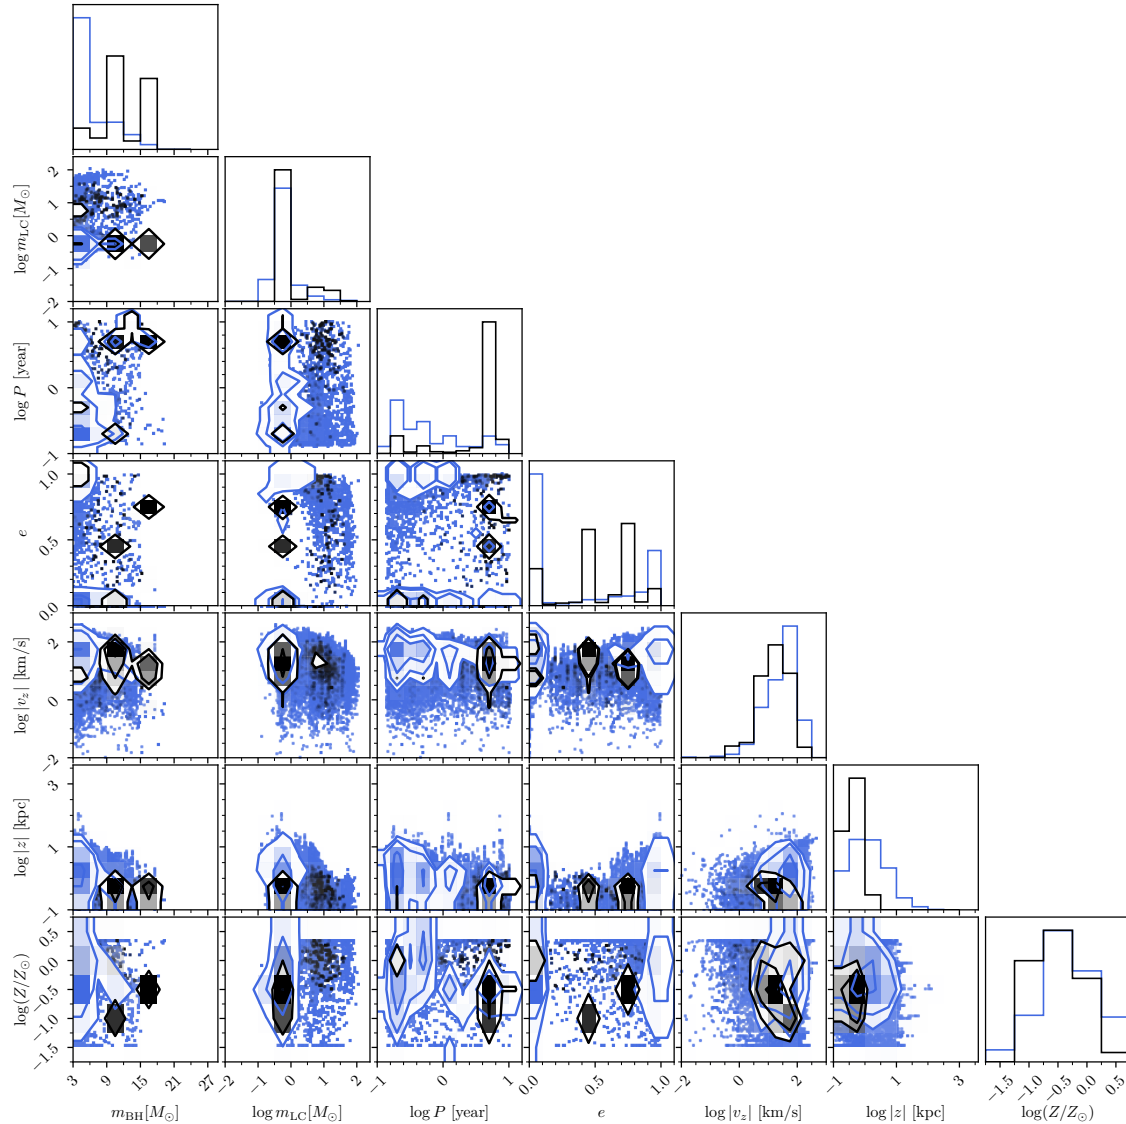 log m_LC [M_⊙]
2
1
0
−1
−2
log P [year]
1
0
−1
e
1.0
0.5
0.0
log |v_z| [km/s]
2
0
−2
log |z| [kpc]
3
1
−1
log(Z/Z_⊙)
0.5
0.0
−0.5
−1.0
−1.5
3 9 15 21 27
−2 −1 0 1 2
−1 0 1
0.0 0.5 1.0
−2 0 2
−1 1 3
−1.5 −1.0 −0.5 0.0 0.5
m_BH [M_⊙] log m_LC [M_⊙] log P [year] e log |v_z| [km/s] log |z| [kpc] log(Z/Z_⊙)